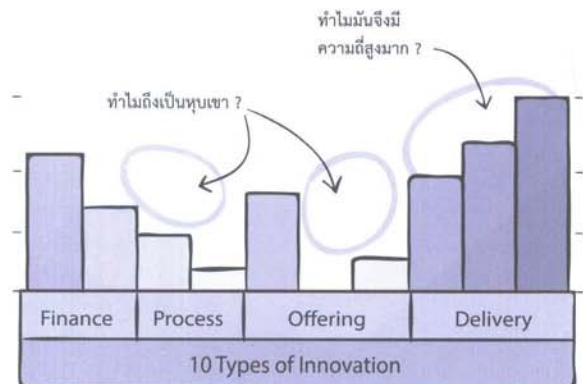 ทำไมมันจึงมี
ความถี่สูงมาก ?
ทำไมถึงเป็นหุบเขา ?
Finance
Process
Offering
Delivery
10 Types of Innovation